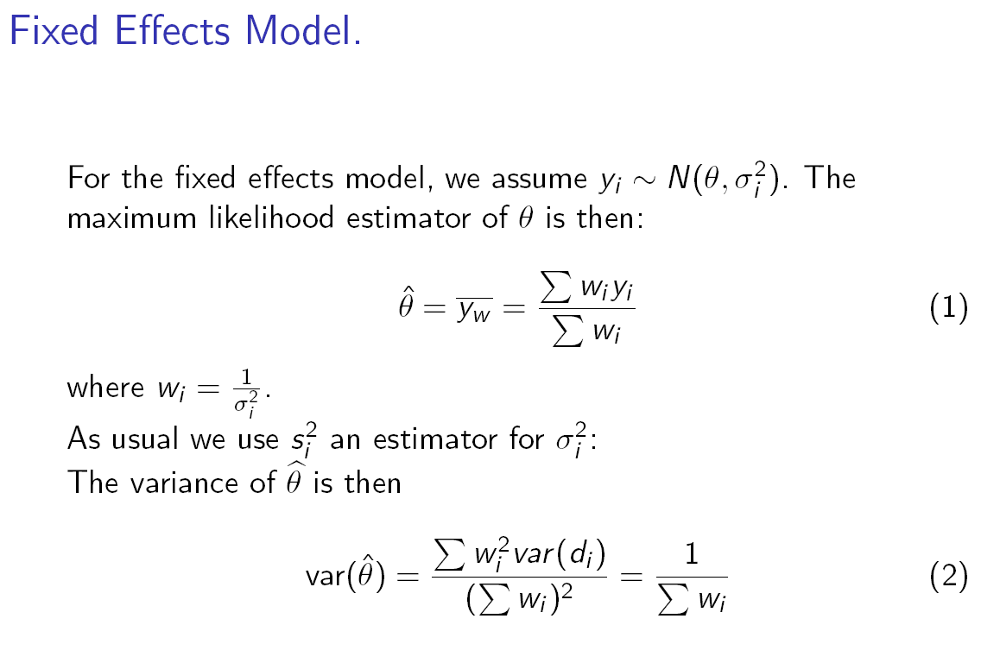 Fixed Effects Model.
For the fixed effects model, we assume $y_i \sim N(\theta, \sigma_i^2)$. The
maximum likelihood estimator of $\theta$ is then:
$\hat{\theta} = \overline{y_w} = \frac{\sum w_i y_i}{\sum w_i}$ (1)
where $w_i = \frac{1}{\sigma_i^2}$.
As usual we use $s_i^2$ an estimator for $\sigma_i^2$:
The variance of $\widehat{\theta}$ is then
$\text{var}(\hat{\theta}) = \frac{\sum w_i^2 var(d_i)}{(\sum w_i)^2} = \frac{1}{\sum w_i}$ (2)